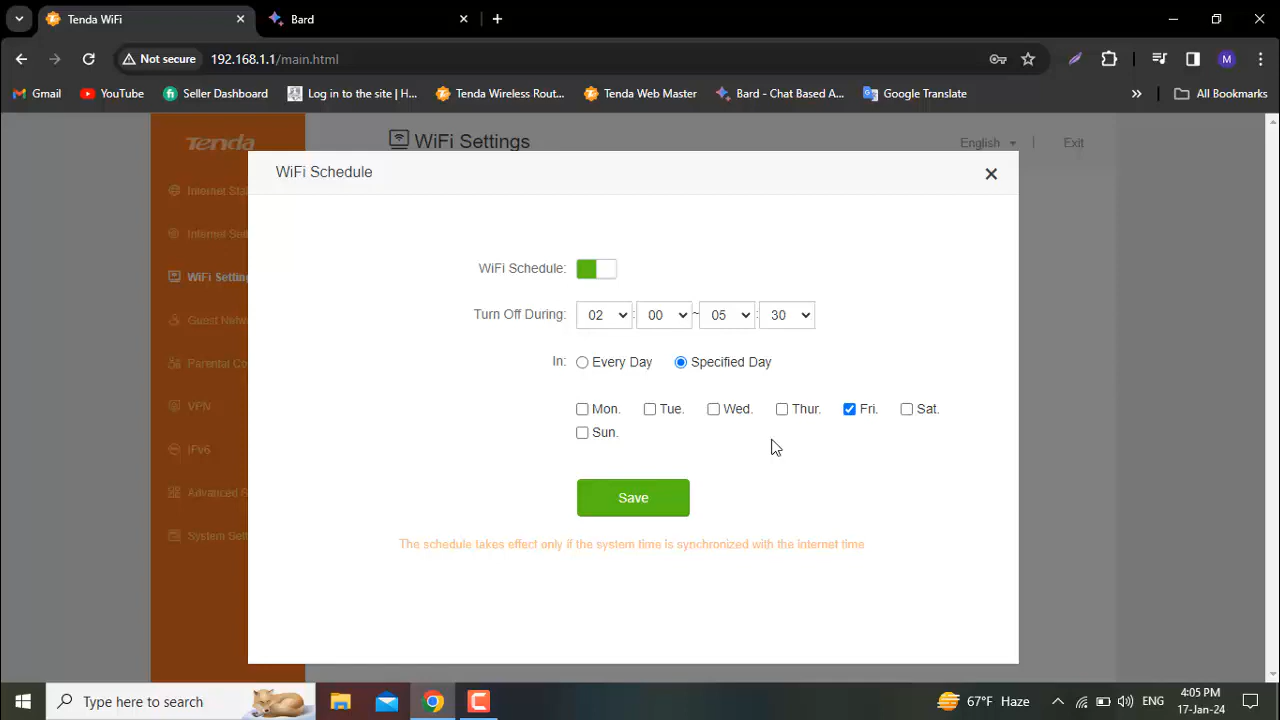 Tenda WiFi
Bard
Not secure 192.168.1.1/main.html
M
Gmail YouTube Seller Dashboard Log in to the site | H... Tenda Wireless Rout... Tenda Web Master Bard - Chat Based A... Google Translate » All Bookmarks
Tenda
WiFi Settings
English
Exit
Internet Sta
Internet Sett
WiFi Setting
Guest Netw
Parental Co
VPN
IPv6
Advanced S
System Sett
WiFi Schedule
WiFi Schedule:
Turn Off During: 02 : 00 ~ 05 : 30
In: Every Day Specified Day
Mon. Tue. Wed. Thur. Fri. Sat.
Sun.
Save
The schedule takes effect only if the system time is synchronized with the internet time
Type here to search
67°F Haze
ENG
4:05 PM
17-Jan-24